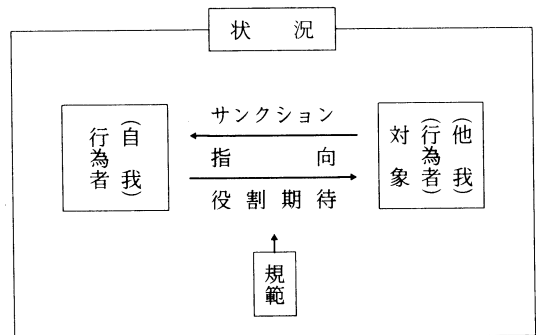 状況
行為者
（自我）
サンクション
指向
役割期待
対象
（行為者）
（他我）
規範